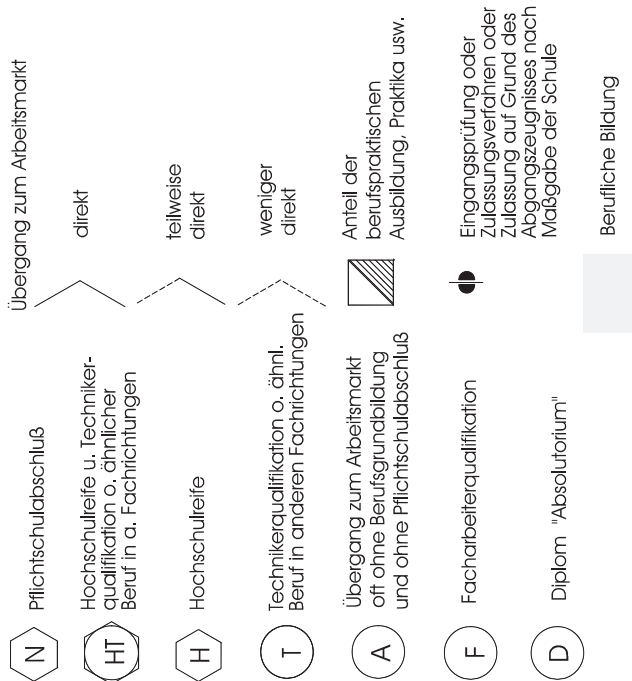 N
Pflichtschulabschluß
HT
Hochschulreife u. Techniker-
qualifikation o. ähnlicher
Beruf in a. Fachrichtungen
H
Hochschulreife
T
Technikerqualifikation o. ähnl.
Beruf in anderen Fachrichtungen
A
Übergang zum Arbeitsmarkt
oft ohne Berufsgrundbildung
und ohne Pflichtschulabschluß
F
Facharbeiterqualifikation
D
Diplom "Absolutorium"
Übergang zum Arbeitsmarkt
direkt
teilweise
direkt
weniger
direkt
Anteil der
berufspraktischen
Ausbildung, Praktika usw.
Eingangsprüfung oder
Zulassungsverfahren oder
Zulassung auf Grund des
Abgangszeugnisses nach
Maßgabe der Schule
Berufliche Bildung